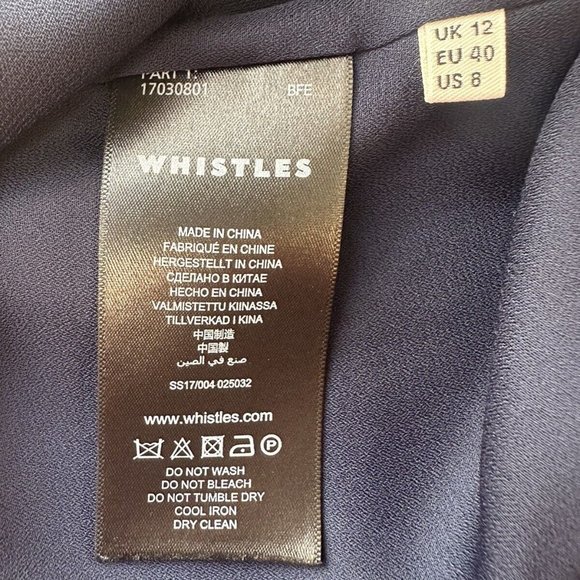 PART 1:
17030801 BFE
WHISTLES
MADE IN CHINA
FABRIQUÉ EN CHINE
HERGESTELLT IN CHINA
СДЕЛАНО В КИТАЕ
HECHO EN CHINA
VALMISTETTU KIINASSA
TILLVERKAD I KINA
中国制造
中国製
صنع في الصين
SS17/004 025032
www.whistles.com
P
DO NOT WASH
DO NOT BLEACH
DO NOT TUMBLE DRY
COOL IRON
DRY CLEAN
UK 12
EU 40
US 8